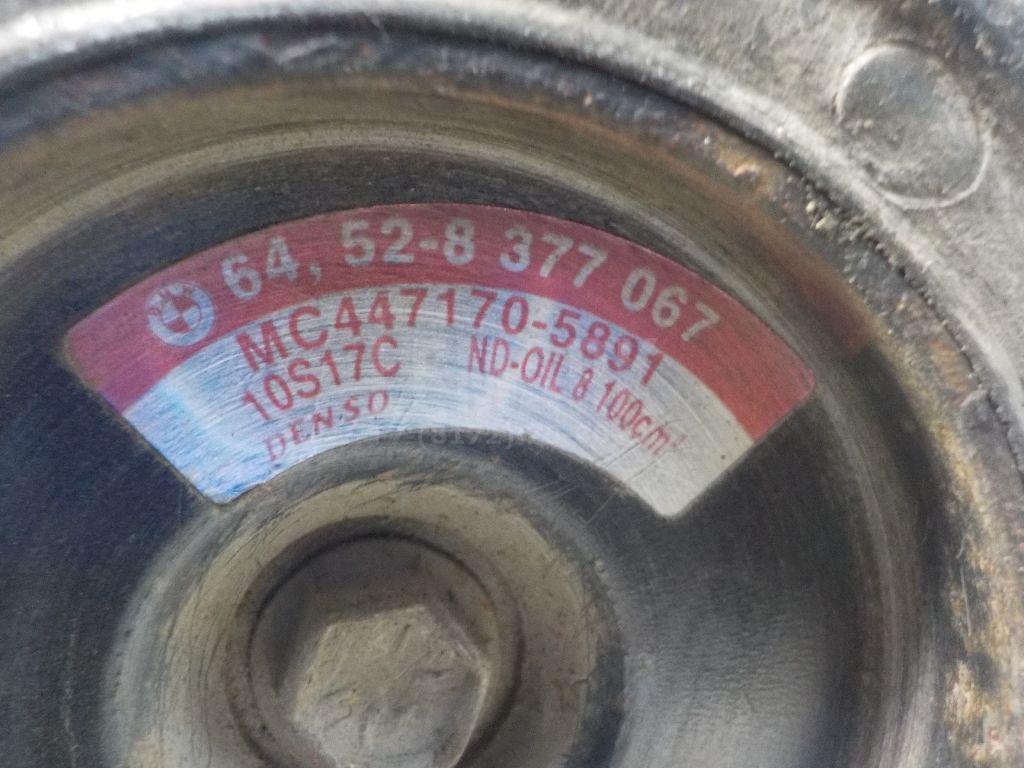 64, 52-8 377 067
MC447170-5891
10S17C ND-OIL 8 100cm³
DENSO